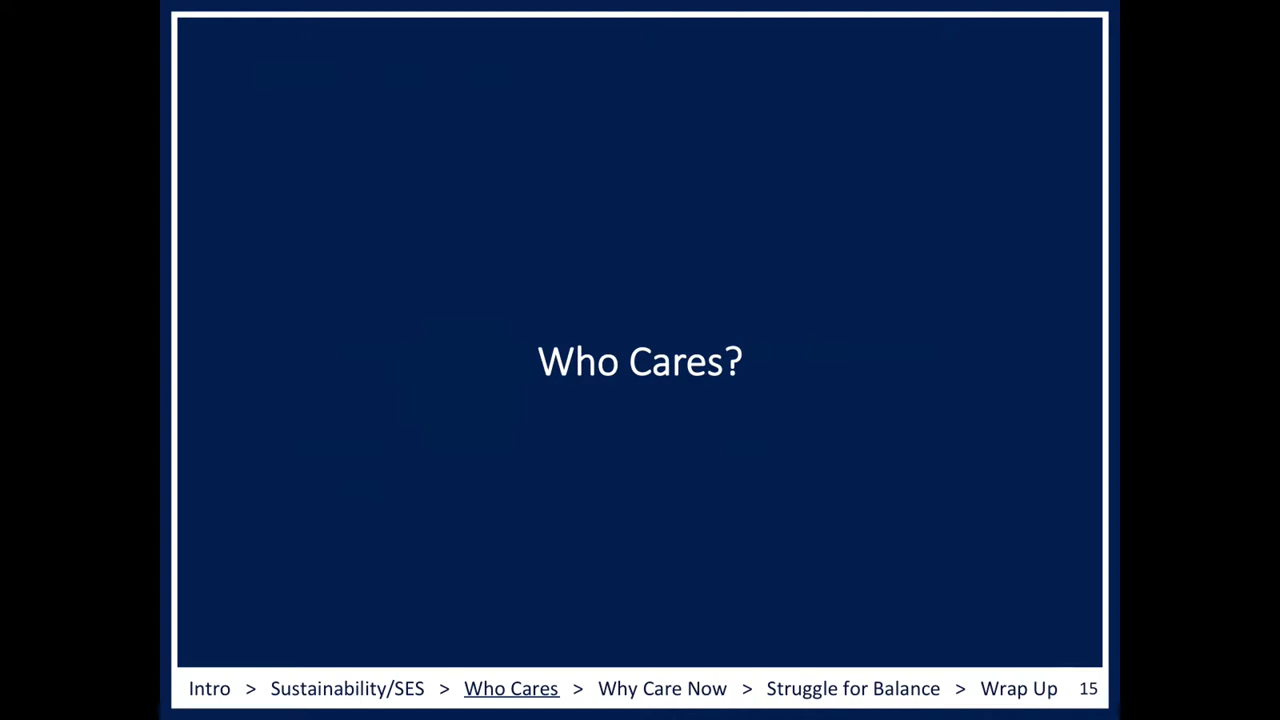 Who Cares?
Intro > Sustainability/SES > Who Cares > Why Care Now > Struggle for Balance > Wrap Up 15